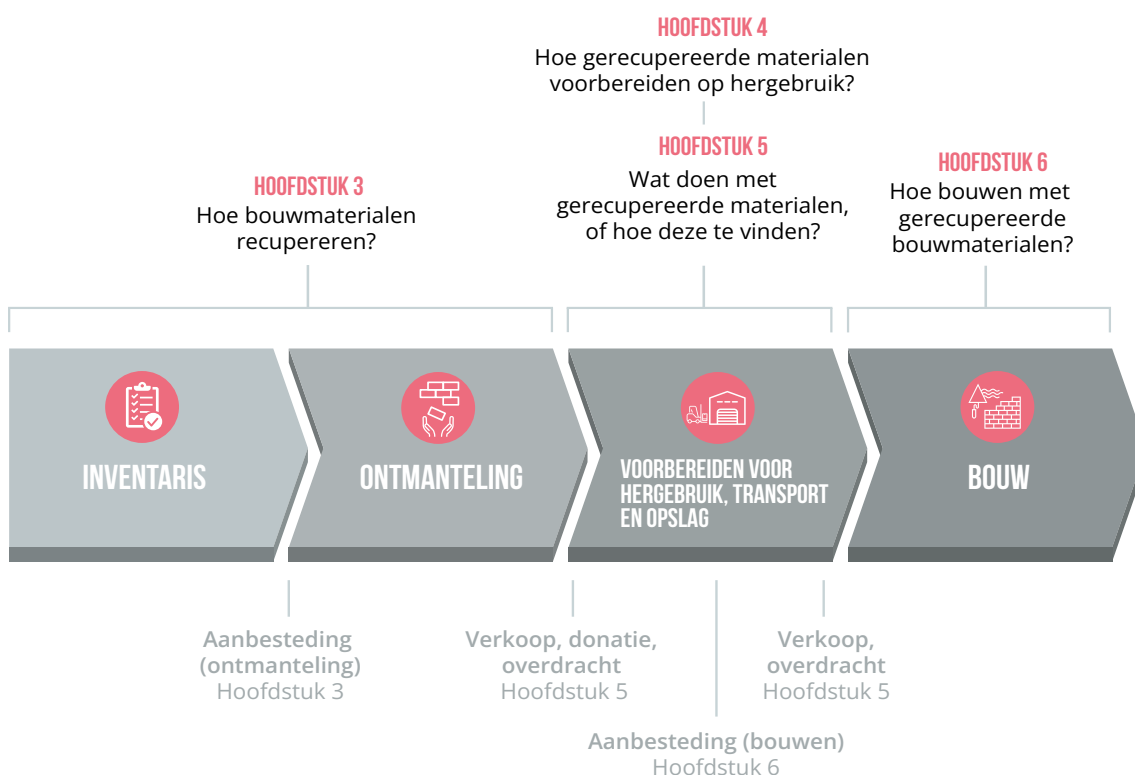 HOOFDSTUK 4
Hoe gerecupereerde materialen
voorbereiden op hergebruik?
HOOFDSTUK 5
Wat doen met
gerecupereerde materialen,
of hoe deze te vinden?
HOOFDSTUK 3
Hoe bouwmaterialen
recupereren?
HOOFDSTUK 6
Hoe bouwen met
gerecupereerde
bouwmaterialen?
INVENTARIS
ONTMANTELING
VOORBEREIDEN VOOR
HERGEBRUIK, TRANSPORT
EN OPSLAG
BOUW
Aanbesteding
(ontmanteling)
Hoofdstuk 3
Verkoop, donatie,
overdracht
Hoofdstuk 5
Verkoop,
overdracht
Hoofdstuk 5
Aanbesteding (bouwen)
Hoofdstuk 6